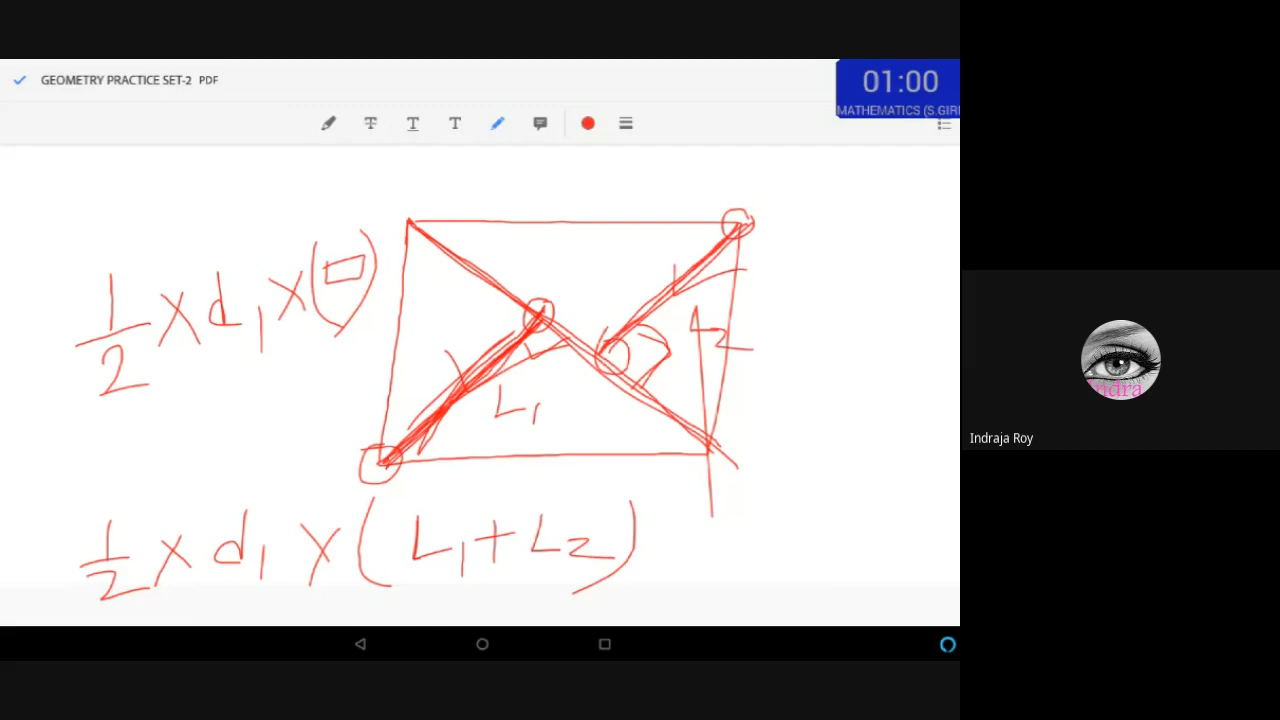 GEOMETRY PRACTICE SET-2 PDF
01:00
MATHEMATICS (S.GIRI
T T T
1/2 X d1 X (▭)
L2
L1
1/2 X d1 X (L1 + L2)
Indra
Indraja Roy